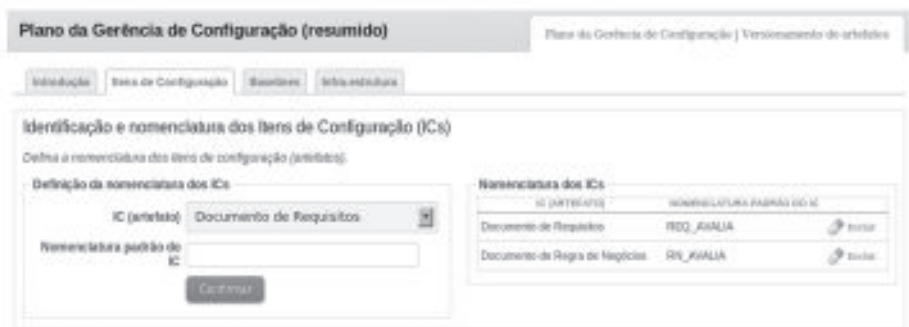 Plano da Gerência de Configuração (resumido)
Plano da Gerência de Configuração | Versionamento de artefatos
Introdução
Itens de Configuração
Baselines
Infra-estrutura
Identificação e nomenclatura dos Itens de Configuração (ICs)
Defina a nomenclatura dos itens de configuração (artefatos).
Definição da nomenclatura dos ICs
IC (artefato)
Documento de Requisitos
Nomenclatura padrão do
IC
Confirmar
Nomenclatura dos ICs
IC (ARTEFATO)
NOMENCLATURA PADRÃO DO IC
Documento de Requisitos
REQ_AVALIA
Excluir
Documento de Regra de Negócios
RN_AVALIA
Excluir